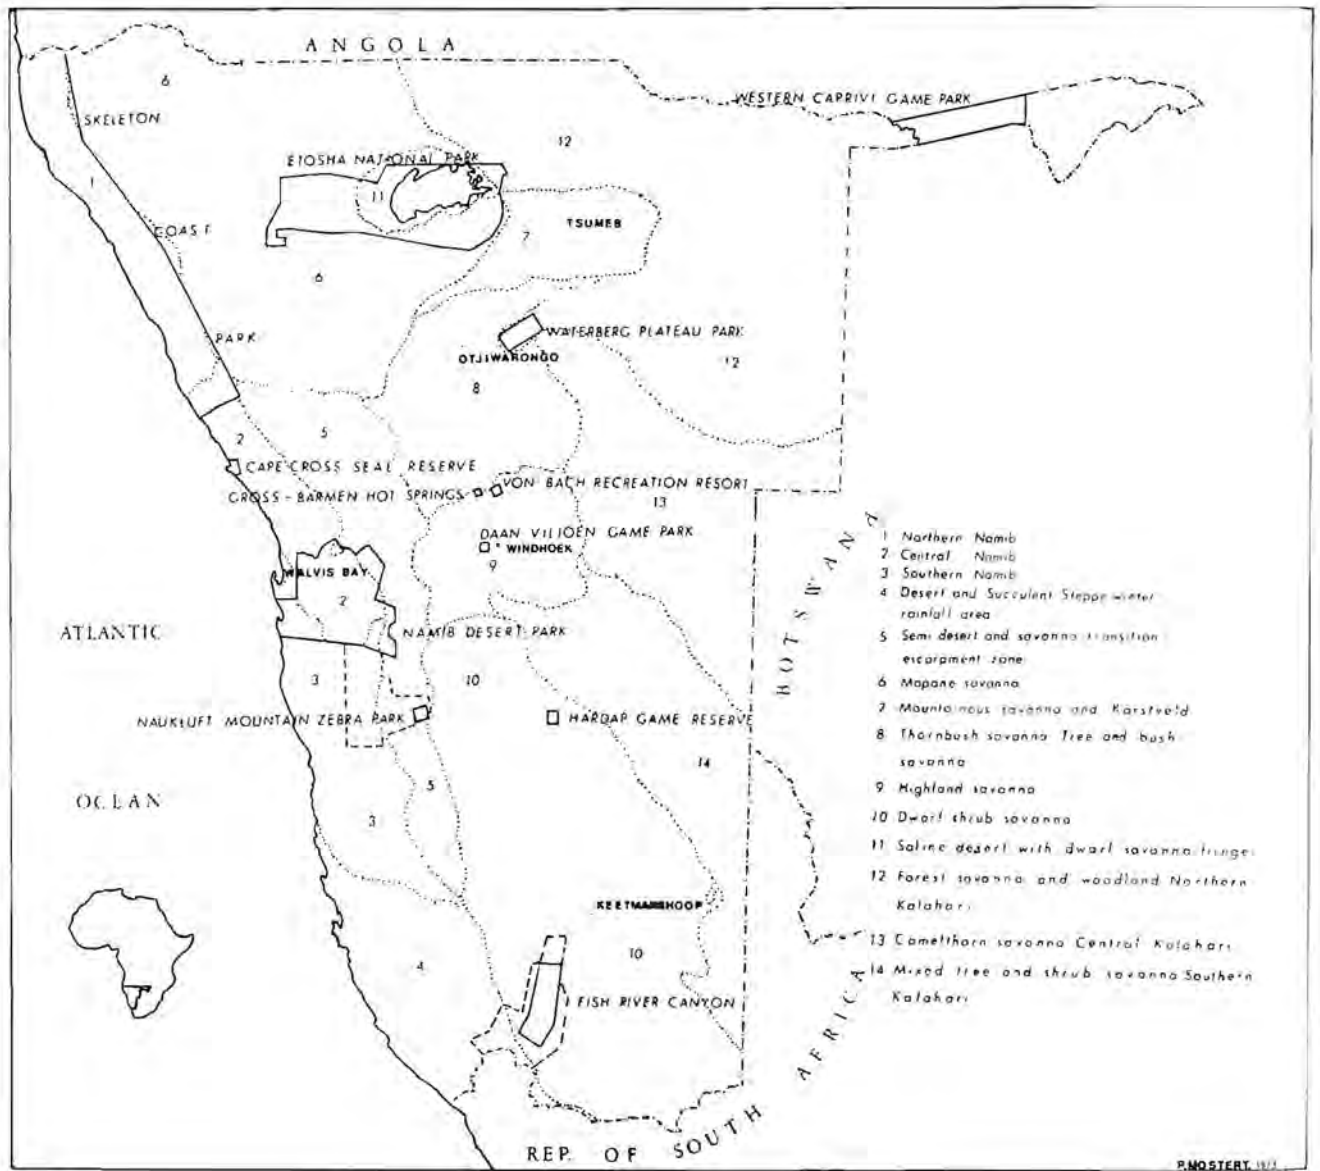 ANGOLA
6
WESTERN CAPRIVI GAME PARK
SKELETON
12
ETOSHA NATIONAL PARK
1
11
COAST
TSUMEB
7
6
PARK
WATERBERG PLATEAU PARK
OTJIWARONGO
12
8
2
5
CAPE CROSS SEAL RESERVE
GROSS - BARMEN HOT SPRINGS
VON BACH RECREATION RESORT
13
DAAN VILJOEN GAME PARK
WINDHOEK
9
WALVIS BAY
2
ATLANTIC
NAMIB DESERT PARK
3
10
NAUKLUFT MOUNTAIN ZEBRA PARK
HARDAP GAME RESERVE
14
5
OCEAN
3
KEETMANSHOOP
10
4
FISH RIVER CANYON
BOTSWANA
REP. OF SOUTH AFRICA
1 Northern Namib
2 Central Namib
3 Southern Namib
4 Desert and Succulent Steppe winter
rainfall area
5 Semi desert and savanna transition
escarpment zone
6 Mopane savanna
7 Mountainous savanna and Karstveld
8 Thornbush savanna Tree and bush
savanna
9 Highland savanna
10 Dwarf shrub savanna
11 Saline desert with dwarf savanna fringe
12 Forest savanna and woodland Northern
Kalahari
13 Camelthorn savanna Central Kalahari
14 Mixed tree and shrub savanna Southern
Kalahari
P. MOSTERT